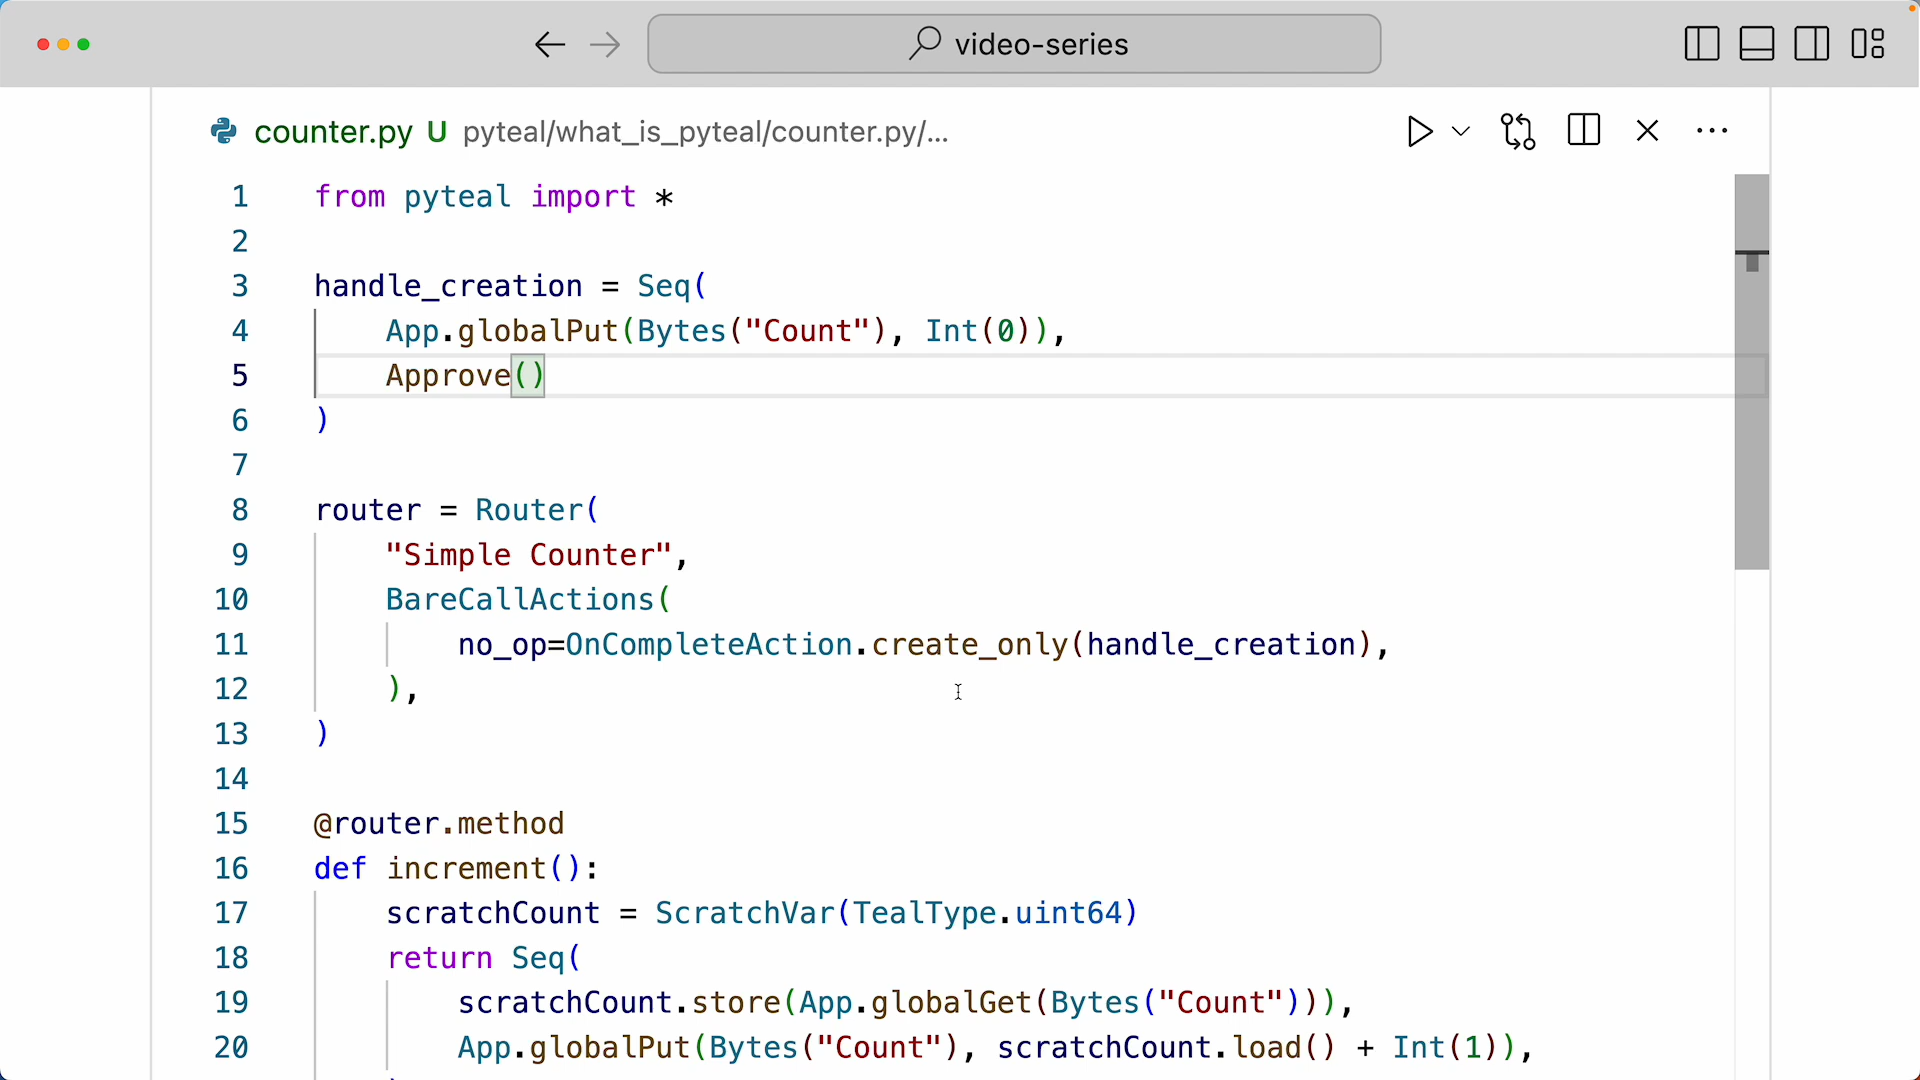 video-series
counter.py U pyteal/what_is_pyteal/counter.py/...
1 from pyteal import *
2
3 handle_creation = Seq(
4 App.globalPut(Bytes("Count"), Int(0)),
5 Approve()
6 )
7
8 router = Router(
9 "Simple Counter",
10 BareCallActions(
11 no_op=OnCompleteAction.create_only(handle_creation),
12 ),
13 )
14
15 @router.method
16 def increment():
17 scratchCount = ScratchVar(TealType.uint64)
18 return Seq(
19 scratchCount.store(App.globalGet(Bytes("Count"))),
20 App.globalPut(Bytes("Count"), scratchCount.load() + Int(1)),